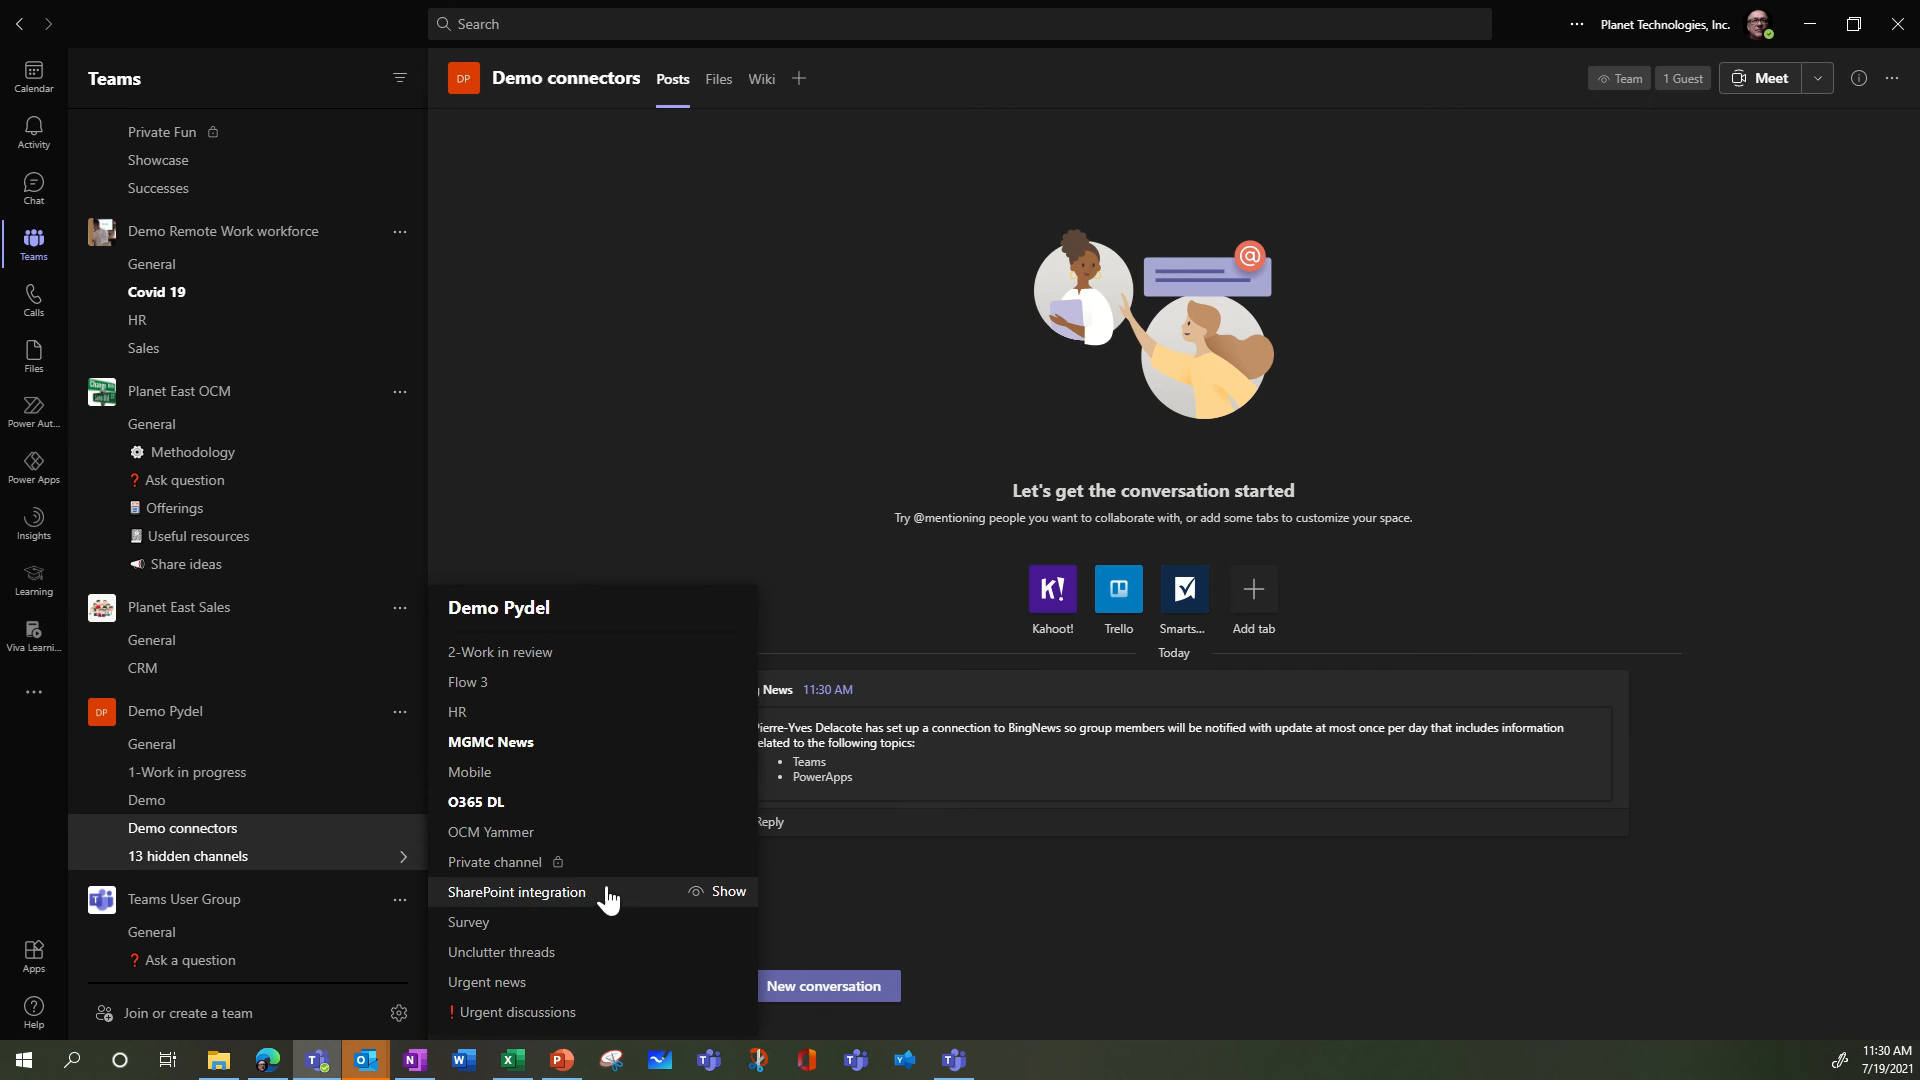 Search
Planet Technologies, Inc.
Calendar
Activity
Chat
Teams
Calls
Files
Power Aut...
Power Apps
Insights
Learning
Viva Learni...
Apps
Help
Teams
Private Fun
Showcase
Successes
Demo Remote Work workforce
General
Covid 19
HR
Sales
Planet East OCM
General
Methodology
❓ Ask question
Offerings
Useful resources
Share ideas
Planet East Sales
General
CRM
DP Demo Pydel
General
1-Work in progress
Demo
Demo connectors
13 hidden channels
Teams User Group
General
❓ Ask a question
Join or create a team
DP Demo connectors Posts Files Wiki
Team 1 Guest Meet
@
Let's get the conversation started
Try @mentioning people you want to collaborate with, or add some tabs to customize your space.
K!
Kahoot! Trello Smarts... Add tab
Today
News 11:30 AM
Pierre-Yves Delacote has set up a connection to BingNews so group members will be notified with update at most once per day that includes information
elated to the following topics:
• Teams
• PowerApps
Reply
New conversation
Demo Pydel
2-Work in review
Flow 3
HR
MGMC News
Mobile
O365 DL
OCM Yammer
Private channel
SharePoint integration Show
Survey
Unclutter threads
Urgent news
❗ Urgent discussions
11:30 AM
7/19/2021